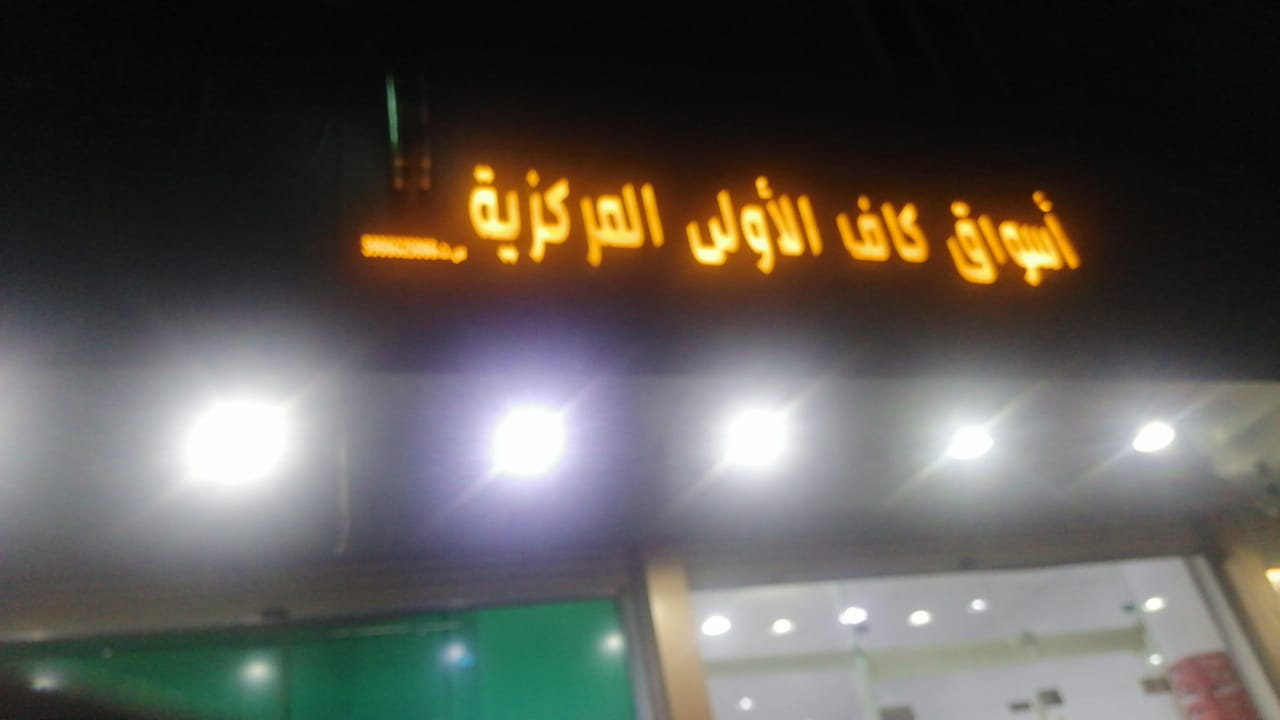 أسواق كاف الأولى المركزية